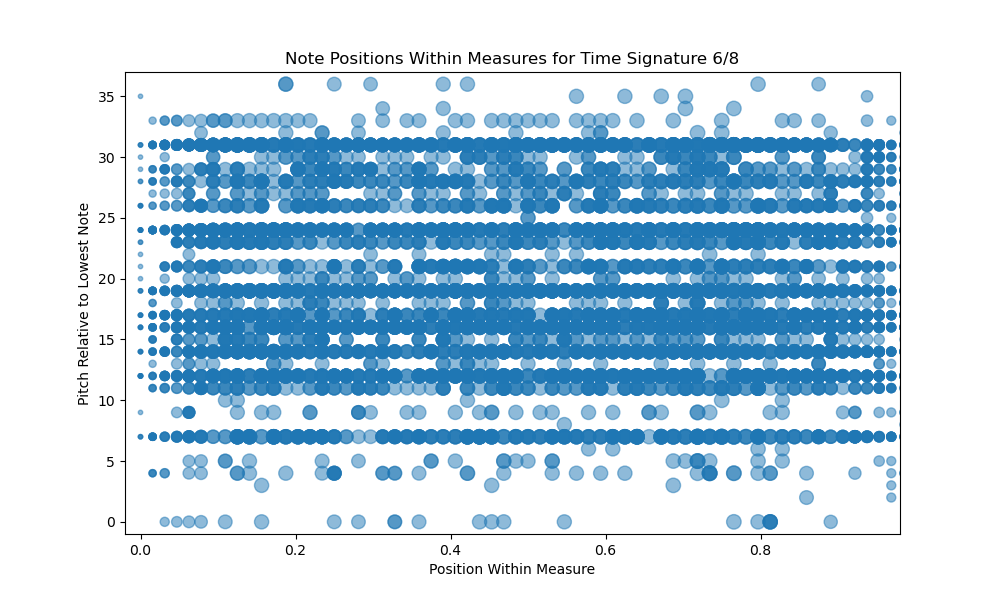 Note Positions Within Measures for Time Signature 6/8
Pitch Relative to Lowest Note
35
30
25
20
15
10
5
0
0.0 0.2 0.4 0.6 0.8
Position Within Measure